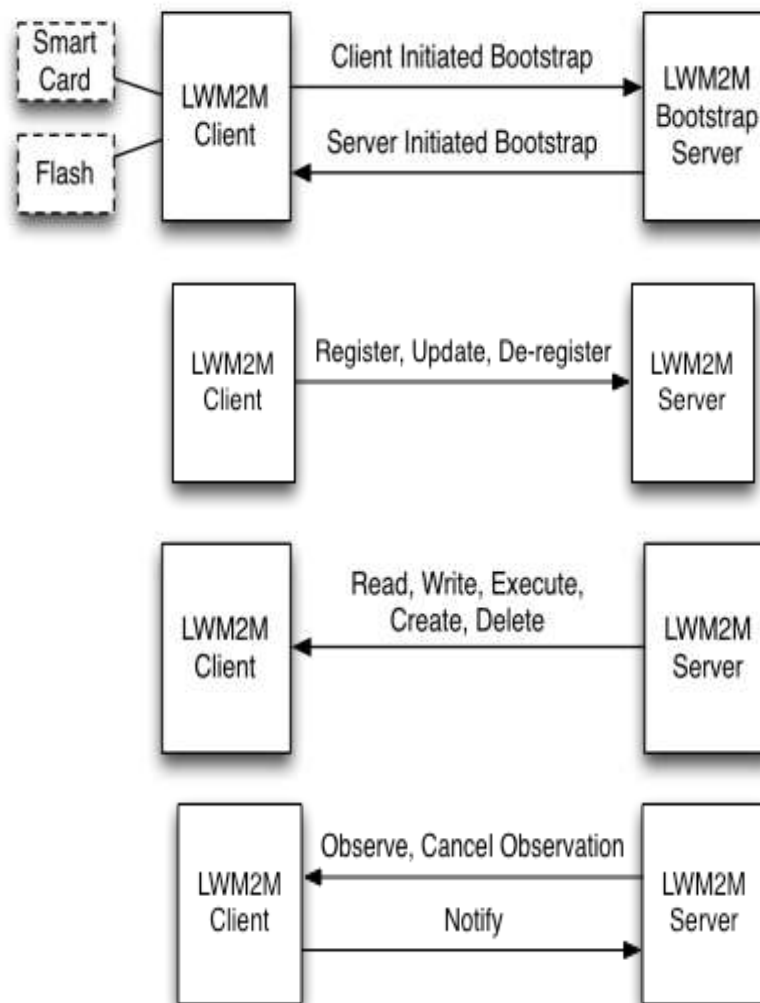 Smart
Card
Flash
LWM2M
Client
Client Initiated Bootstrap
Server Initiated Bootstrap
LWM2M
Bootstrap
Server
LWM2M
Client
Register, Update, De-register
LWM2M
Server
LWM2M
Client
Read, Write, Execute,
Create, Delete
LWM2M
Server
LWM2M
Client
Observe, Cancel Observation
Notify
LWM2M
Server